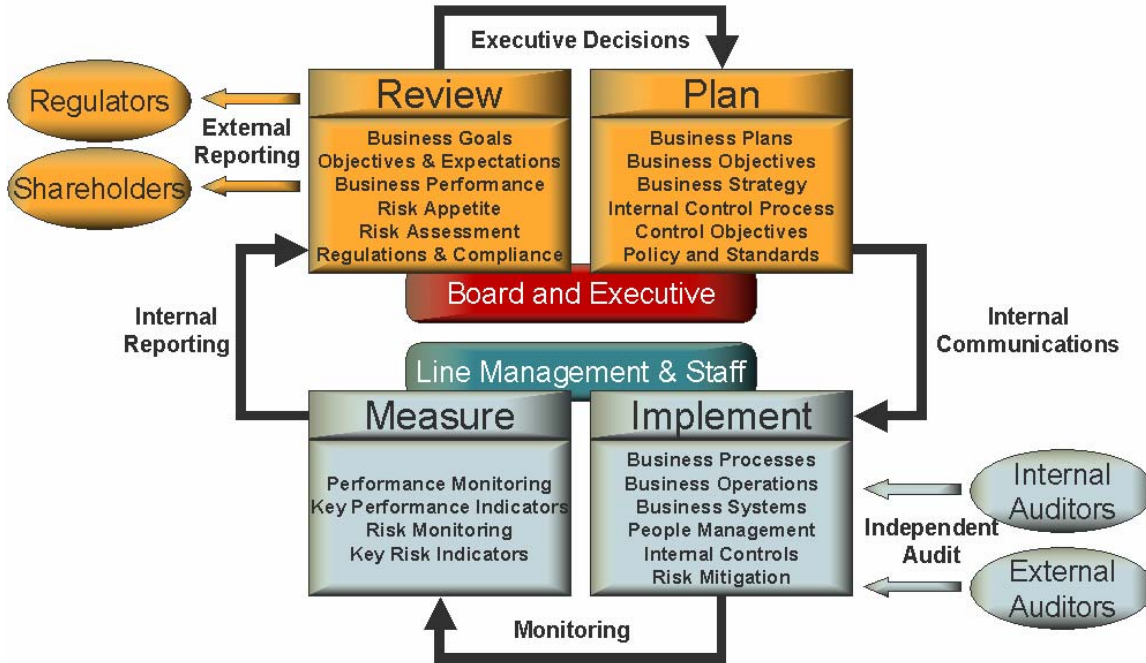 Executive Decisions
Regulators
External
Reporting
Shareholders
Review
Business Goals
Objectives & Expectations
Business Performance
Risk Appetite
Risk Assessment
Regulations & Compliance
Plan
Business Plans
Business Objectives
Business Strategy
Internal Control Process
Control Objectives
Policy and Standards
Board and Executive
Internal
Reporting
Internal
Communications
Line Management & Staff
Measure
Performance Monitoring
Key Performance Indicators
Risk Monitoring
Key Risk Indicators
Implement
Business Processes
Business Operations
Business Systems
People Management
Internal Controls
Risk Mitigation
Internal
Auditors
Independent
Audit
External
Auditors
Monitoring